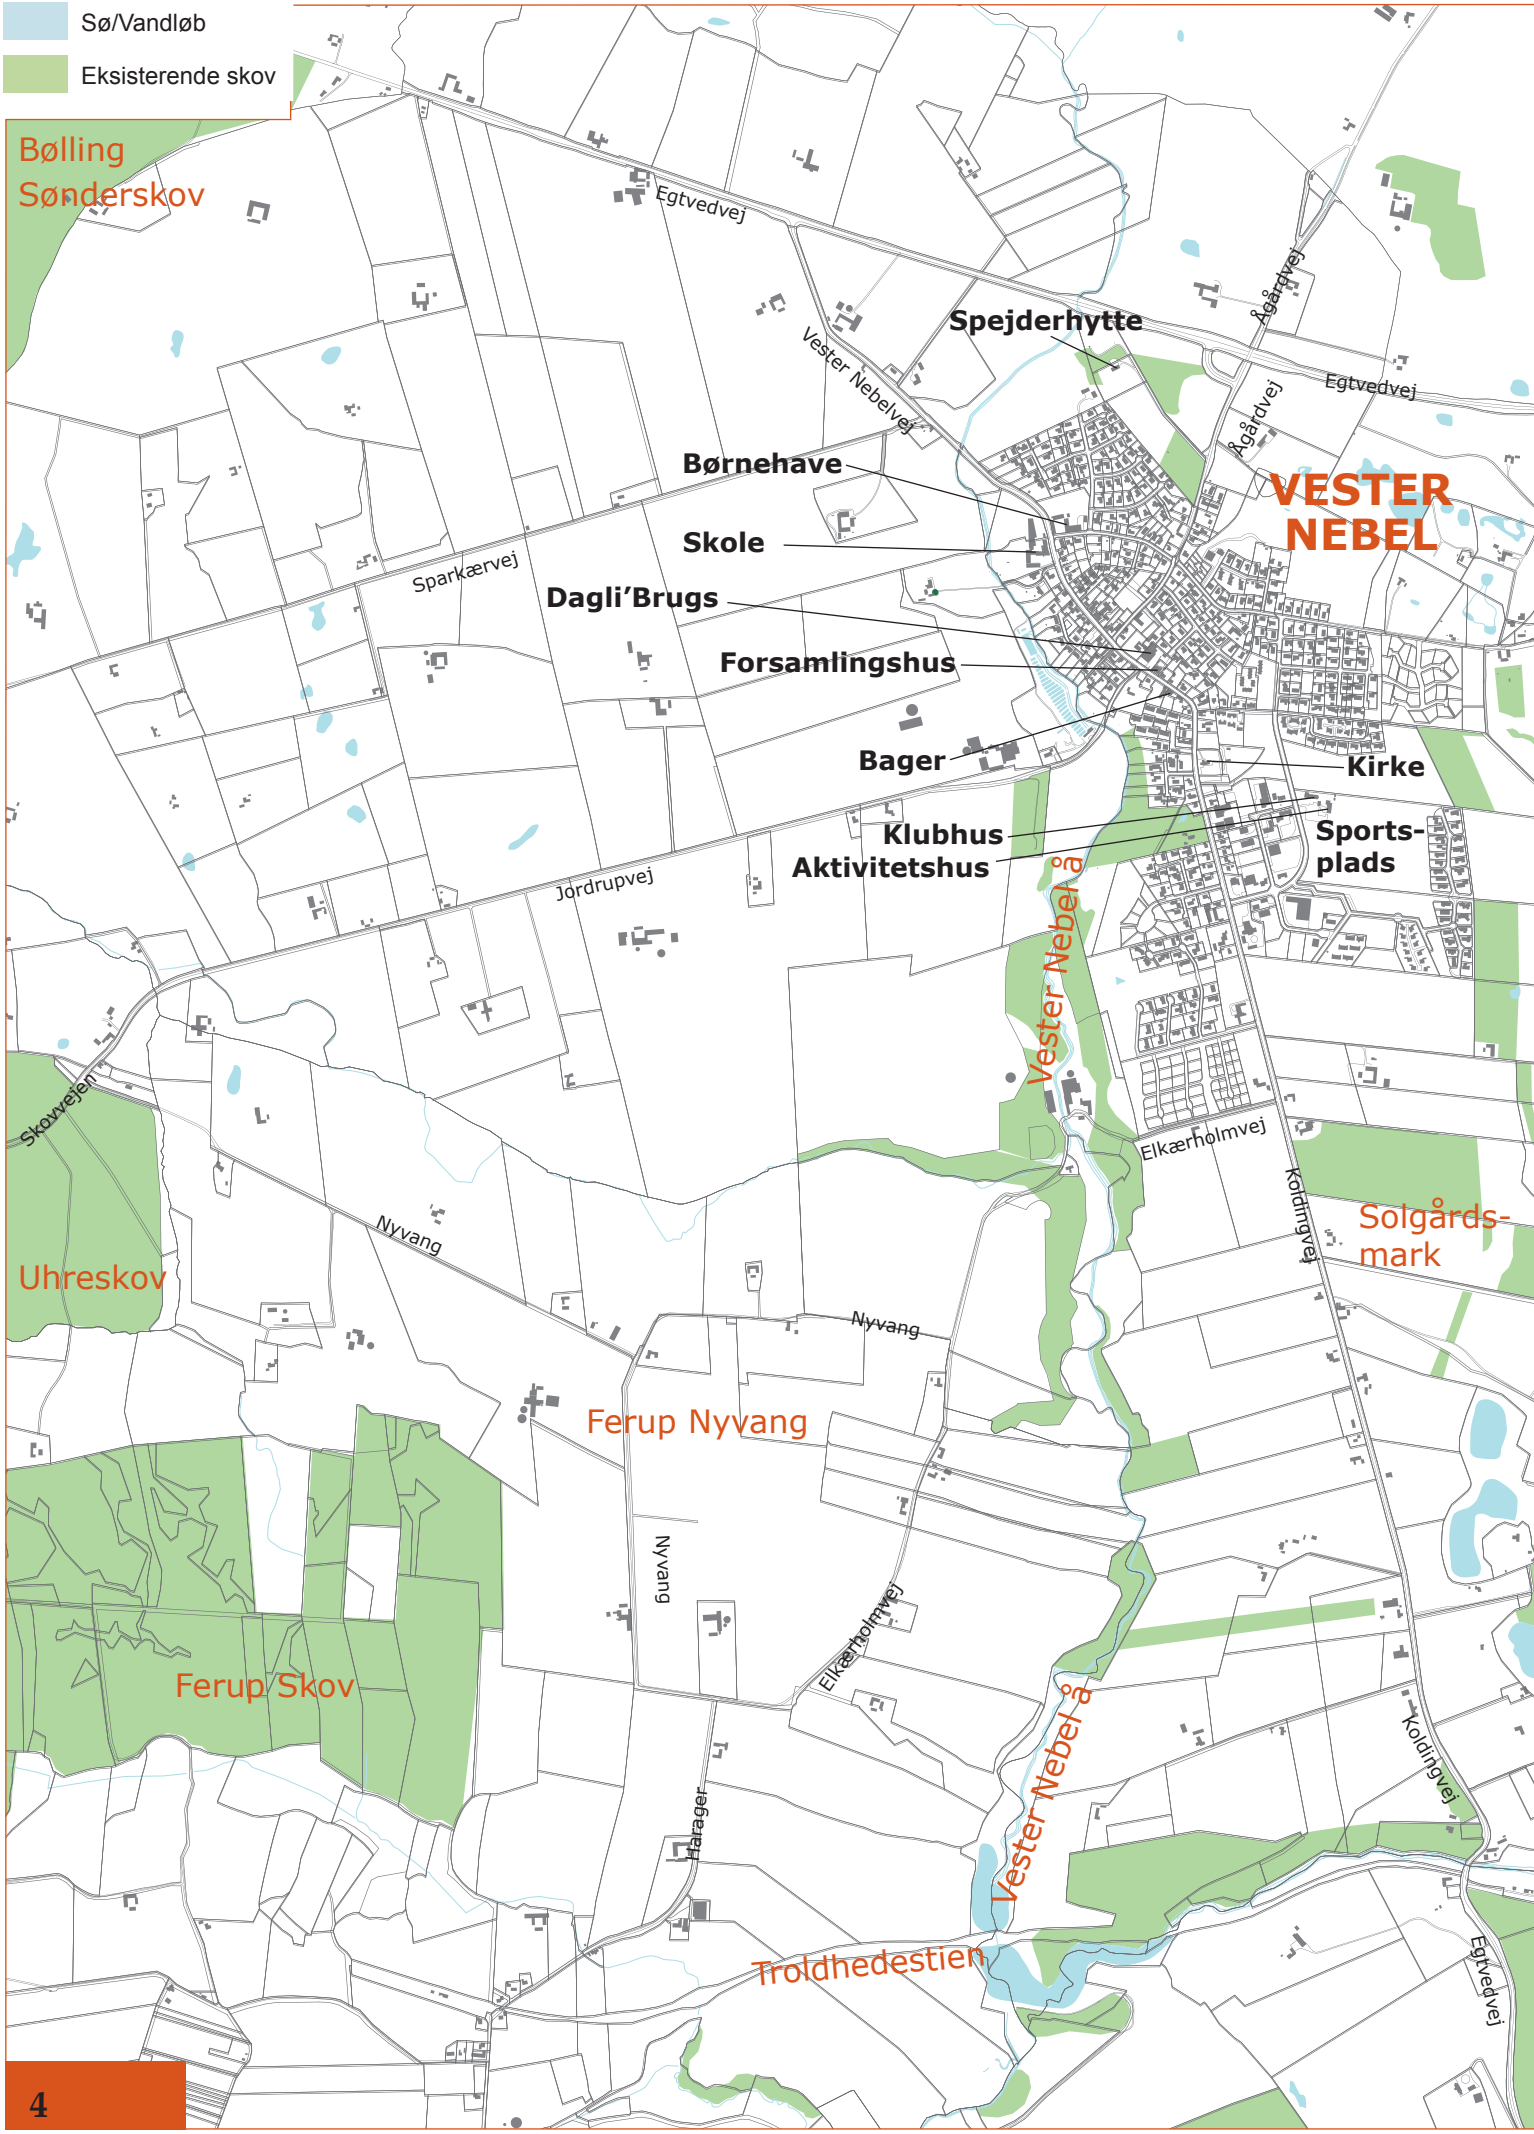 Sø/Vandløb
Eksisterende skov
Bølling
Sønderskov
Egtvedvej
Ågårdvej
Spejderhytte
Vester Nebelvej
Egtvedvej
Ågårdvej
Børnehave
VESTER
NEBEL
Skole
Sparkærvej
Dagli’Brugs
Forsamlingshus
Bager
Kirke
Klubhus
Sports-
plads
Aktivitetshus
Jordrupvej
Vester Nebel å
Skovvejen
Elkærholmvej
Koldingvej
Solgårds-
mark
Nyvang
Uhreskov
Nyvang
Ferup Nyvang
Nyvang
Elkærholmvej
Ferup Skov
Vester Nebel å
Koldingvej
Harager
Troldhedestien
Egtvedvej
4